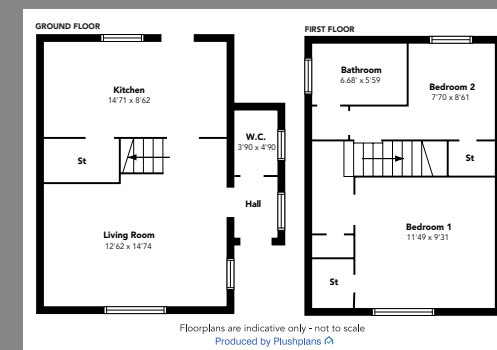 GROUND FLOOR
Kitchen
14'71 x 8'62
St
W.C.
3'90 x 4'90
Hall
Living Room
12'62 x 14'74
FIRST FLOOR
Bathroom
6.68' x 5'59
Bedroom 2
7'70 x 8'61
St
Bedroom 1
11'49 x 9'31
St
Floorplans are indicative only - not to scale
Produced by Plushplans